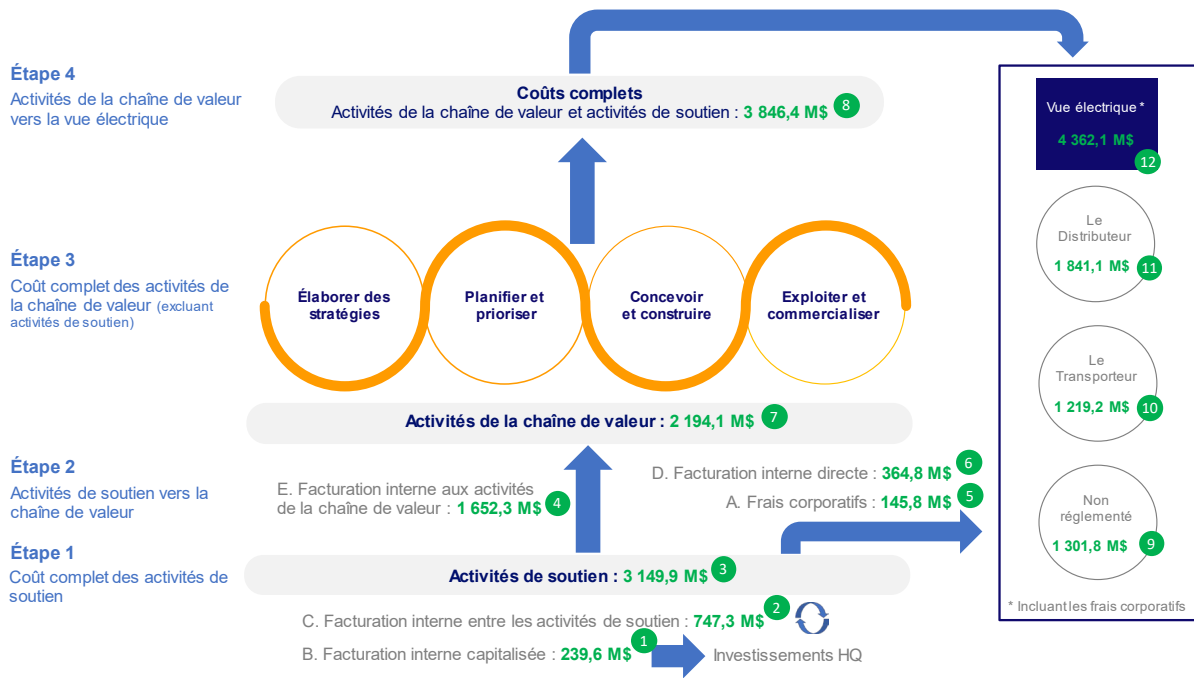 Étape 4
Activités de la chaîne de valeur
vers la vue électrique
Coûts complets
Activités de la chaîne de valeur et activités de soutien : 3 846,4 M$ 8
Étape 3
Coût complet des activités de
la chaîne de valeur (excluant
activités de soutien)
Élaborer des
stratégies
Planifier et
prioriser
Concevoir
et construire
Exploiter et
commercialiser
Activités de la chaîne de valeur : 2 194,1 M$ 7
Étape 2
Activités de soutien vers la
chaîne de valeur
E. Facturation interne aux activités
de la chaîne de valeur : 1 652,3 M$ 4
D. Facturation interne directe : 364,8 M$ 6
A. Frais corporatifs : 145,8 M$ 5
Étape 1
Coût complet des activités de
soutien
Activités de soutien : 3 149,9 M$ 3
C. Facturation interne entre les activités de soutien : 747,3 M$ 2
B. Facturation interne capitalisée : 239,6 M$ 1
Investissements HQ
Vue électrique *
4 362,1 M$
12
Le
Distributeur
1 841,1 M$ 11
Le
Transporteur
1 219,2 M$ 10
Non
réglementé
1 301,8 M$ 9
* Incluant les frais corporatifs